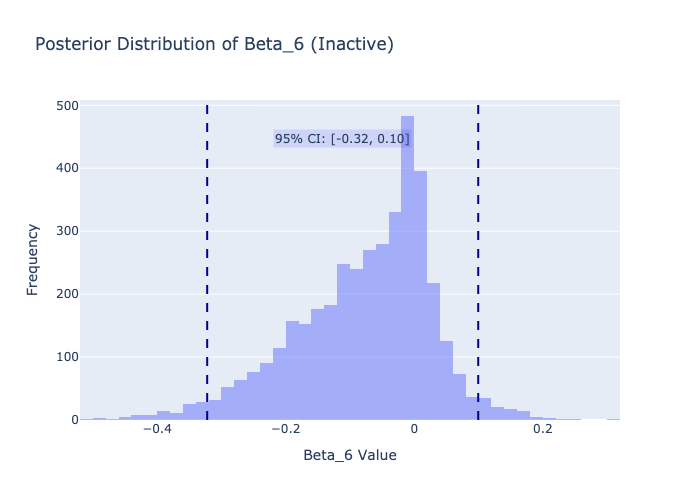 Posterior Distribution of Beta_6 (Inactive)
500
95% CI: [-0.32, 0.10]
400
300
Frequency
200
100
0
−0.4
−0.2
0
0.2
Beta_6 Value